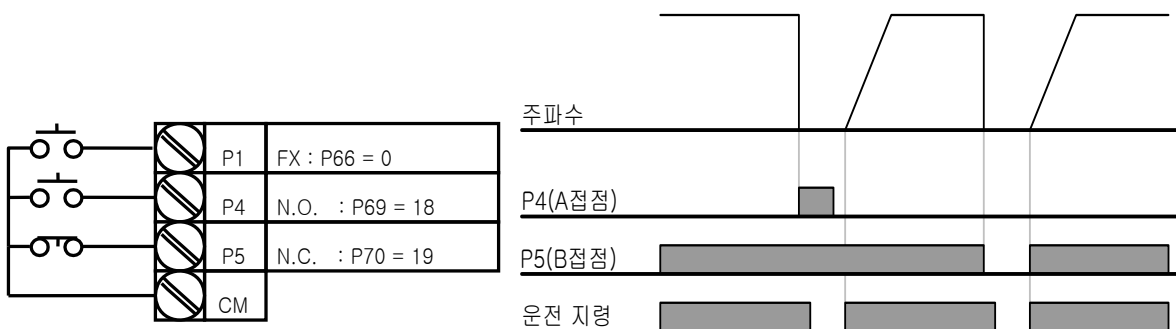 P1 FX : P66 = 0
P4 N.O. : P69 = 18
P5 N.C. : P70 = 19
CM
주파수
P4(A접점)
P5(B접점)
운전 지령